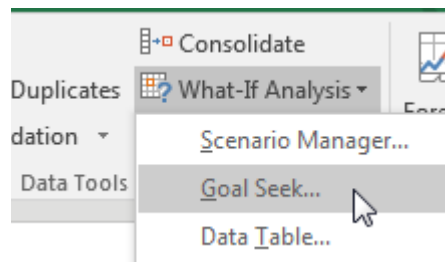 Consolidate
Duplicates What-If Analysis
dation Scenario Manager...
Data Tools Goal Seek...
Data Table...